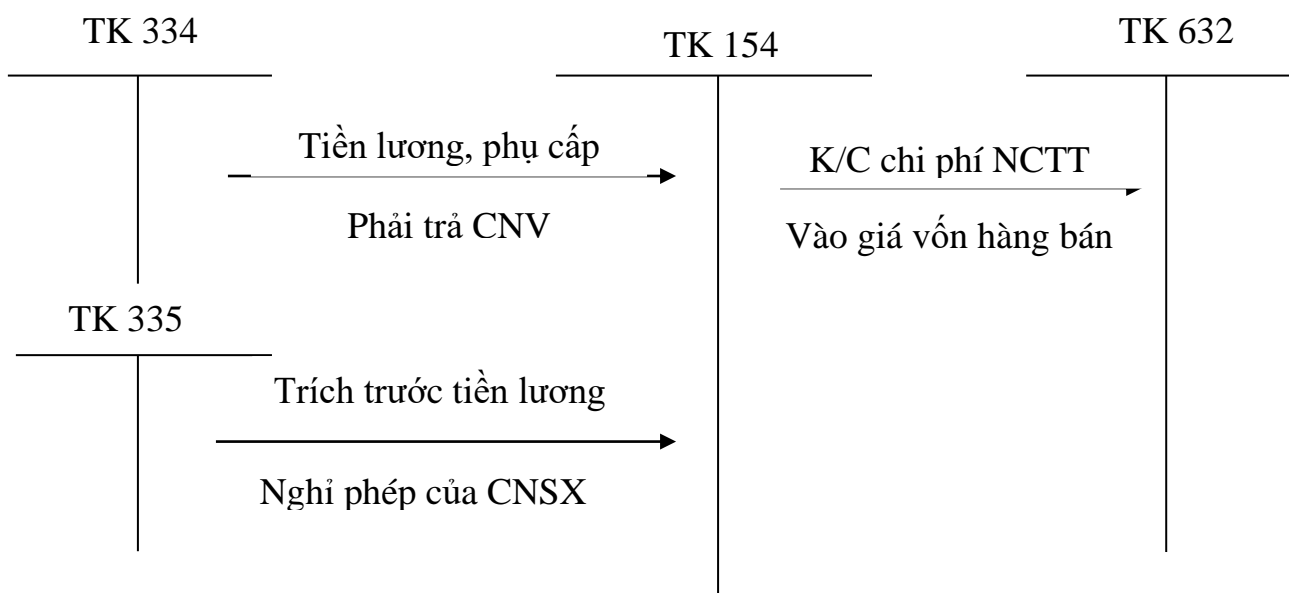 TK 334
TK 154
TK 632
Tiền lương, phụ cấp
Phải trả CNV
K/C chi phí NCTT
Vào giá vốn hàng bán
TK 335
Trích trước tiền lương
Nghỉ phép của CNSX